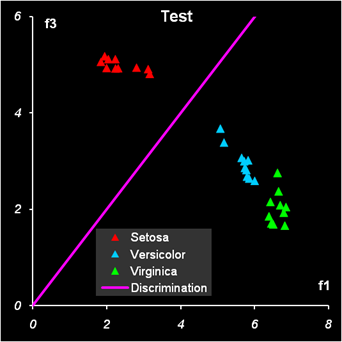 Test
f3
6
4
2
0
Setosa
Versicolor
Virginica
Discrimination
f1
0
2
4
6
8